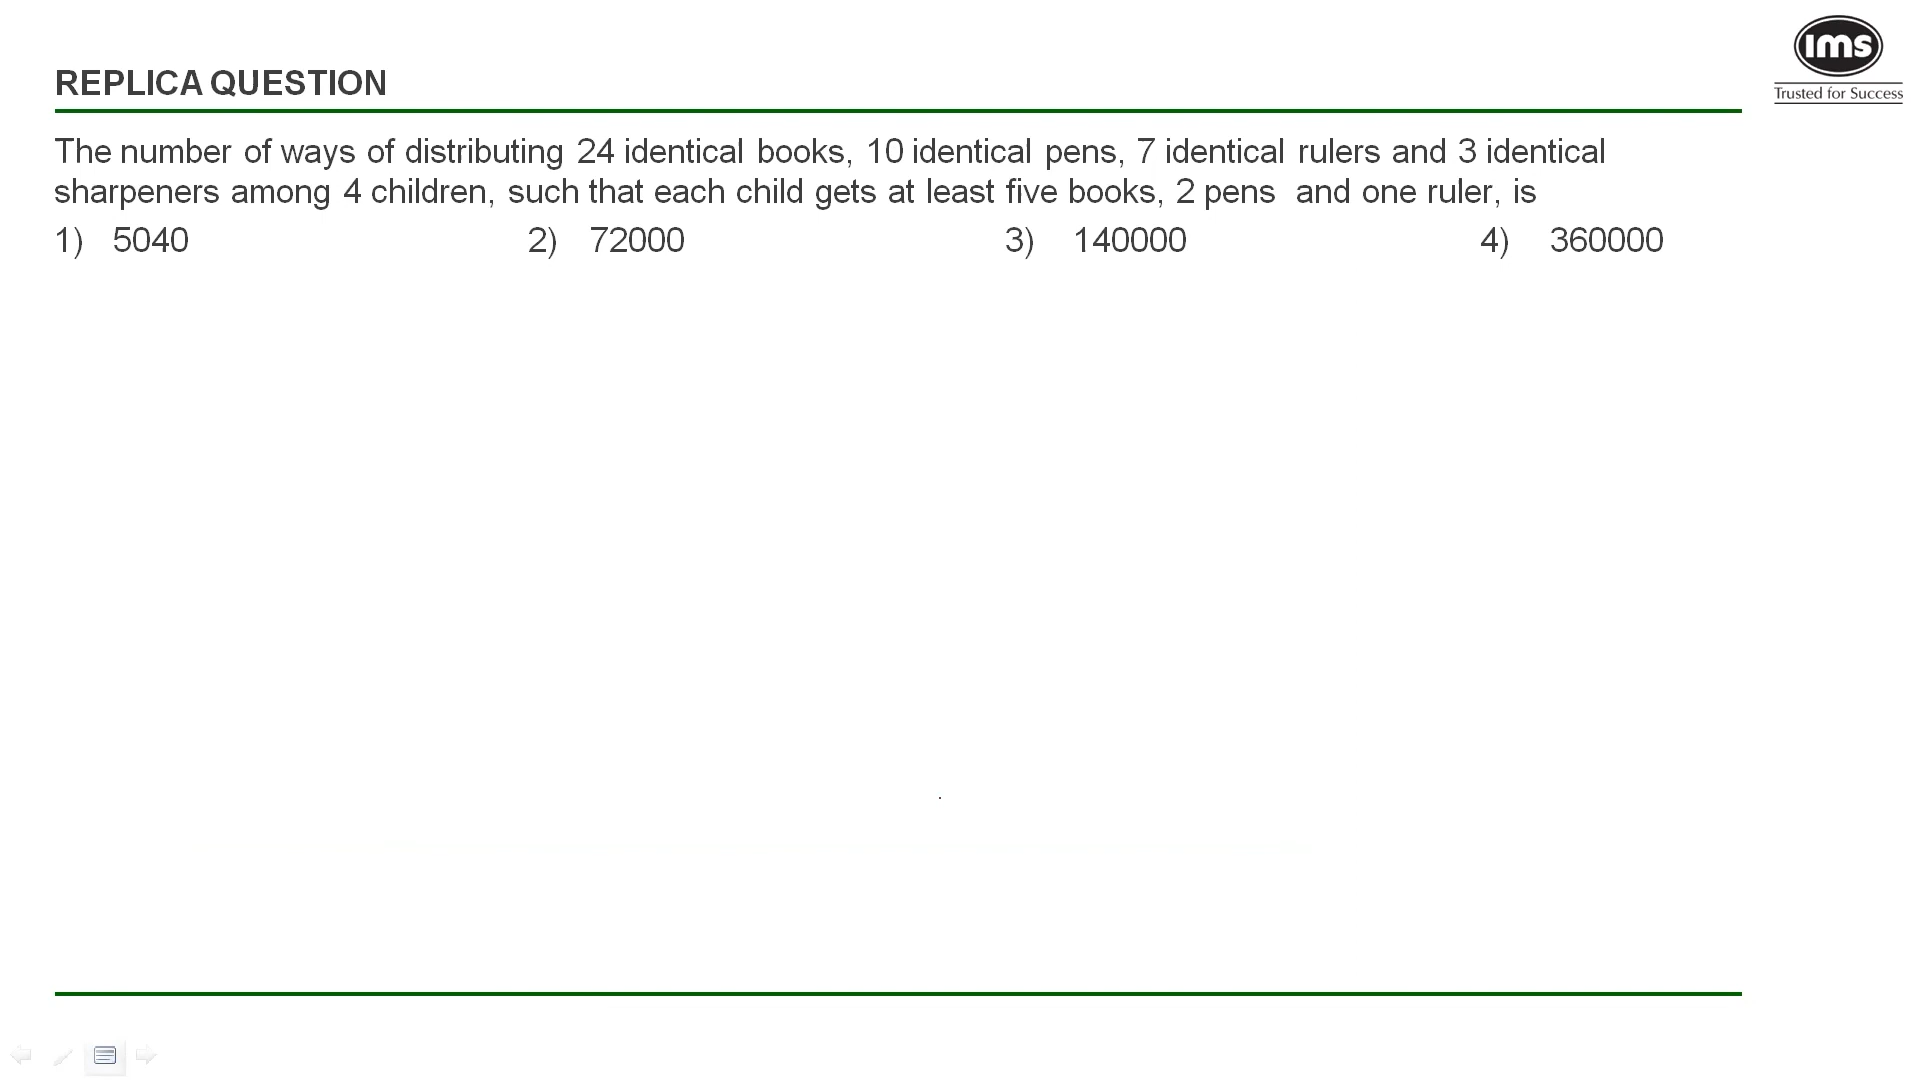 ims
Trusted for Success
REPLICA QUESTION
The number of ways of distributing 24 identical books, 10 identical pens, 7 identical rulers and 3 identical
sharpeners among 4 children, such that each child gets at least five books, 2 pens and one ruler, is
1) 5040 2) 72000 3) 140000 4) 360000